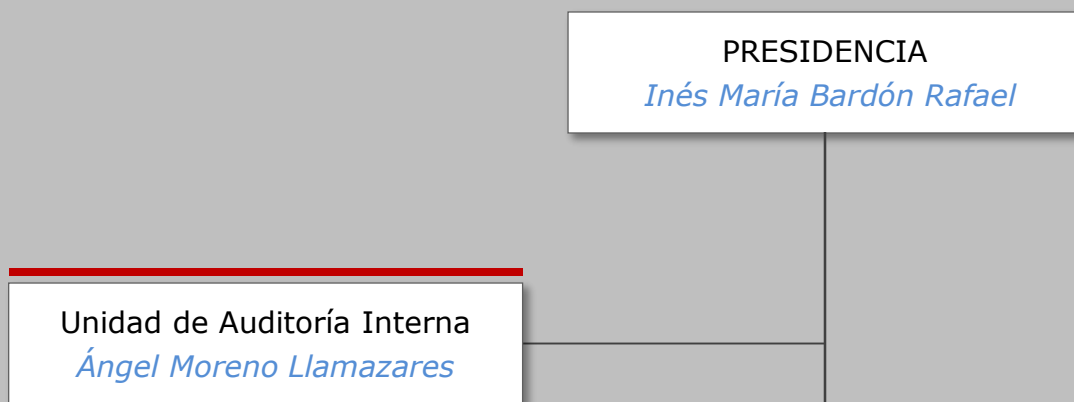 PRESIDENCIA
Inés María Bardón Rafael
Unidad de Auditoría Interna
Ángel Moreno Llamazares